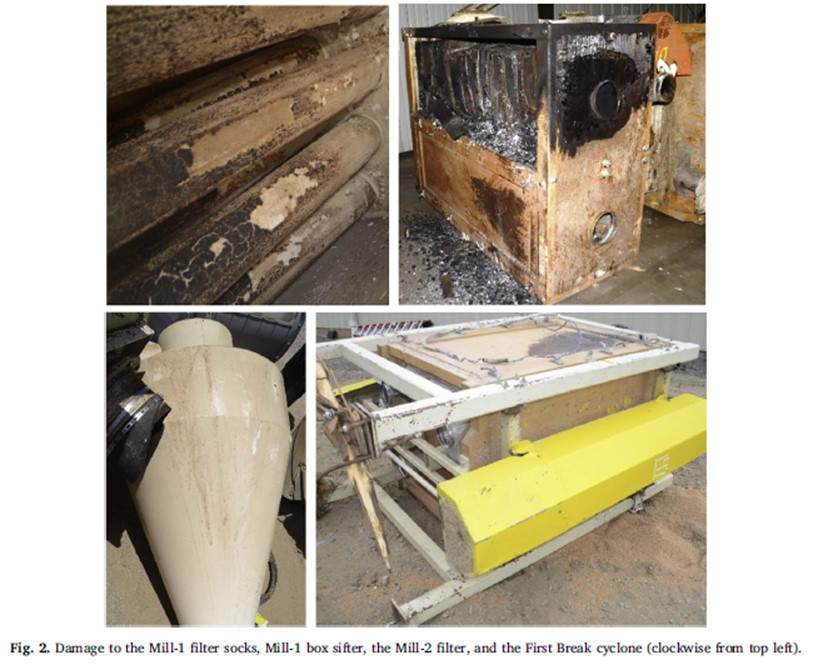 Fig. 2. Damage to the Mill-1 filter socks, Mill-1 box sifter, the Mill-2 filter, and the First Break cyclone (clockwise from top left).